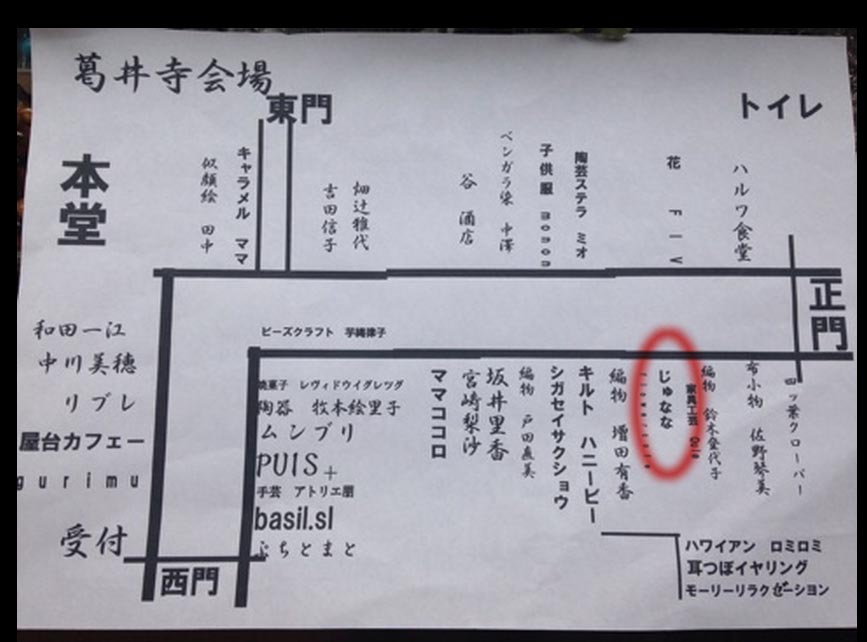 葛井寺会場
東門
トイレ
本堂
似顔絵 田中
キャラメル ママ
吉田信子
畑辻雅代
谷 酒店
ベンガラ染 中澤
子供服 monon
陶芸ステラ ミオ
花 FIV
ハルワ食堂
正門
和田一江
中川美穂
リブレ
屋台カフェー
gurimu
受付
西門
ビーズクラフト 芋縄律子
焼菓子 レヴィドウイグレツグ
陶器 牧本絵里子
ムンブリ
PUIS+
手芸 アトリエ朋
basil.sl
ぷちとまと
ママココロ
宮崎梨沙
坂井里香
編物 戸田直美
シガセイサクショウ
キルト ハニービー
編物 増田有香
じゅなな
家具工芸
編物 鈴木登代子
布小物 佐野琴美
四ッ葉クローバー
ハワイアン ロミロミ
耳つぼイヤリング
モーリーリラクゼーション